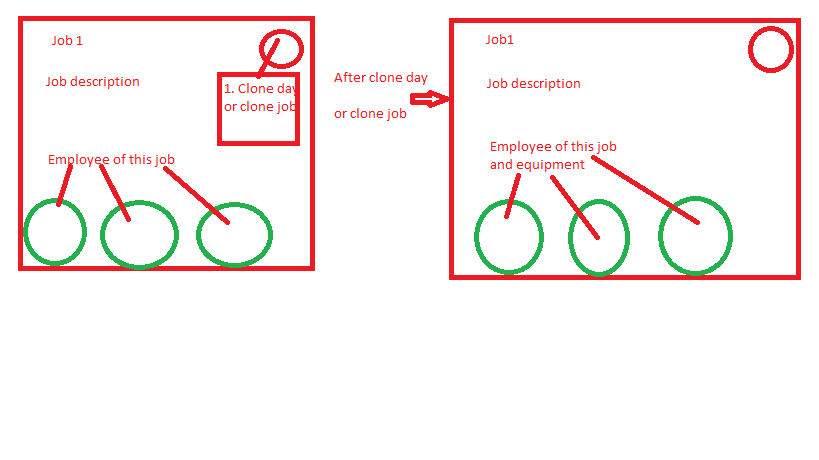 Job 1
Job description
1. Clone day
or clone job
Employee of this job
After clone day
or clone job
Job1
Job description
Employee of this job
and equipment